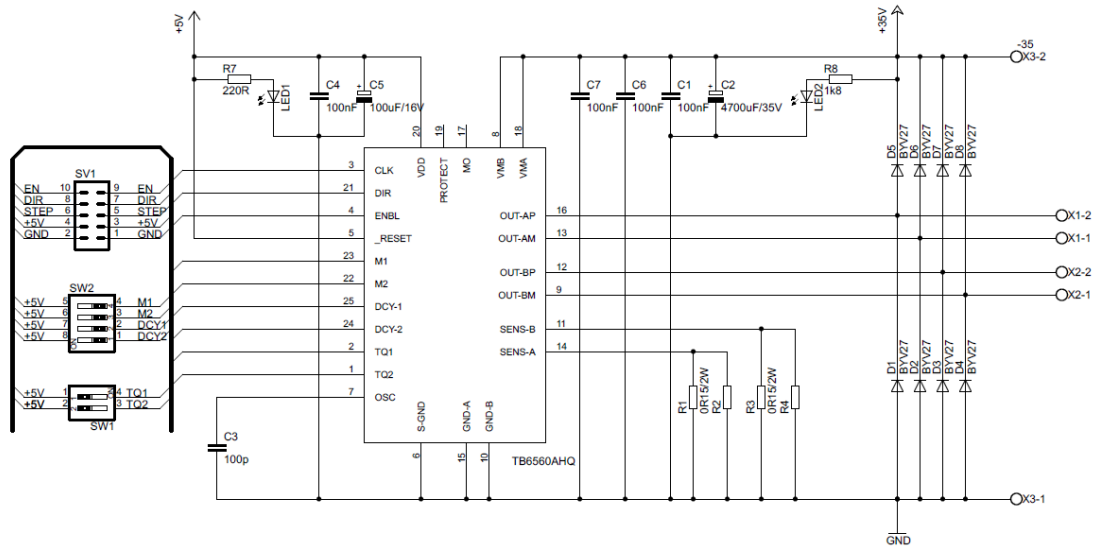 +5V
+35V
-35
X3-2
R7
220R
LED1
C4
100nF
C5
100uF/16V
C7
100nF
C6
100nF
C1
100nF
C2
4700uF/35V
LED2
R8
1k8
D5
BYV27
D6
BYV27
D7
BYV27
D8
BYV27
20
19
17
8
18
VDD
PROTECT
MO
VMB
VMA
3
CLK
21
DIR
4
ENBL
5
_RESET
23
M1
22
M2
25
DCY-1
24
DCY-2
2
TQ1
1
TQ2
7
OSC
OUT-AP
16
X1-2
OUT-AM
13
X1-1
OUT-BP
12
X2-2
OUT-BM
9
X2-1
SENS-B
11
SENS-A
14
S-GND
GND-A
GND-B
6
15
10
TB6560AHQ
SV1
EN 10 9 EN
DIR 8 7 DIR
STEP 6 5 STEP
+5V 4 3 +5V
GND 2 1 GND
SW2
+5V 5 4 M1
+5V 6 3 M2
+5V 7 2 DCY1
+5V 8 1 DCY2
ON
+5V 1 4 TQ1
+5V 2 3 TQ2
SW1
C3
100p
R1
0R15/2W
R2
R3
0R15/2W
R4
D1
BYV27
D2
BYV27
D3
BYV27
D4
BYV27
X3-1
GND